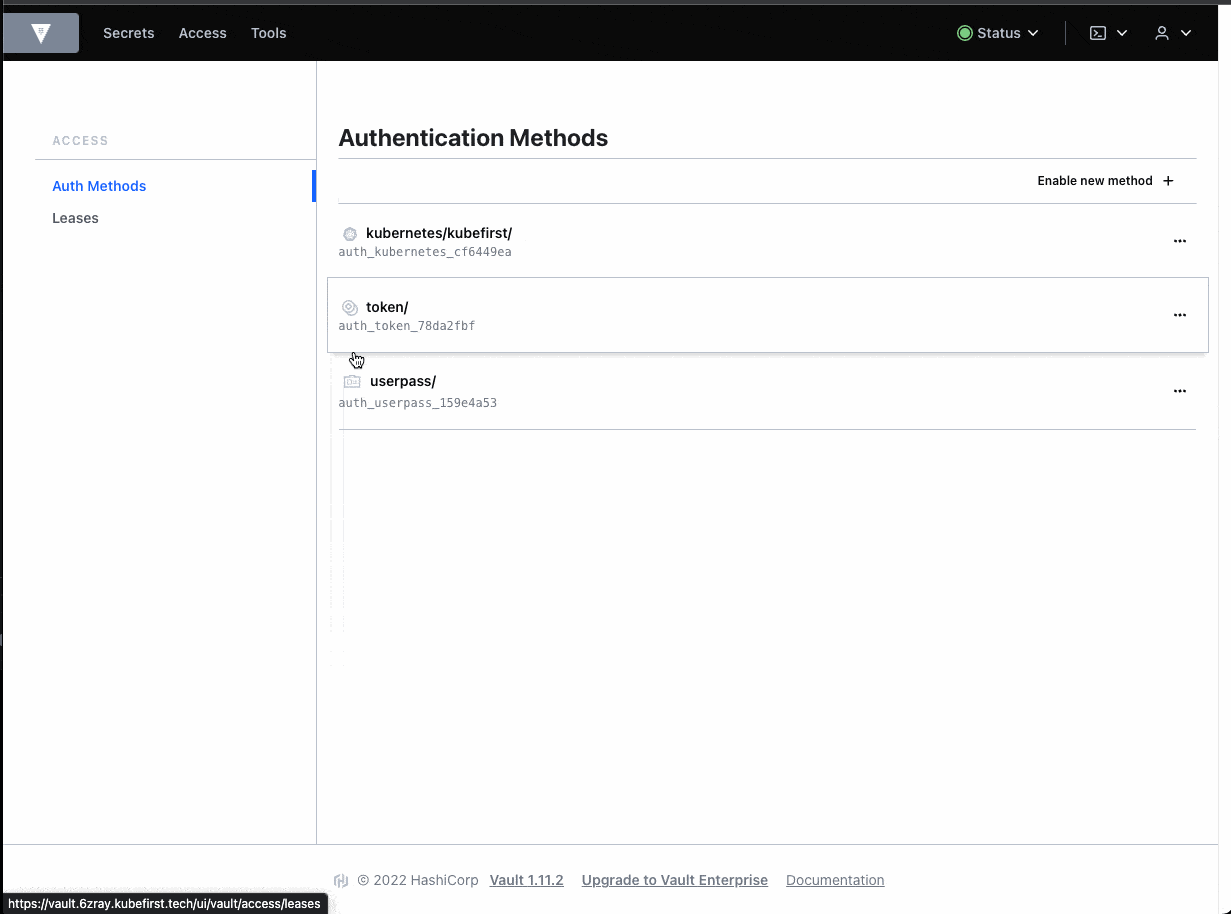 Secrets Access Tools Status
ACCESS
Auth Methods
Leases
Authentication Methods
Enable new method +
kubernetes/kubefirst/
auth_kubernetes_cf6449ea
token/
auth_token_78da2fbf
userpass/
auth_userpass_159e4a53
© 2022 HashiCorp Vault 1.11.2 Upgrade to Vault Enterprise Documentation
https://vault.6zray.kubefirst.tech/ui/vault/access/leases